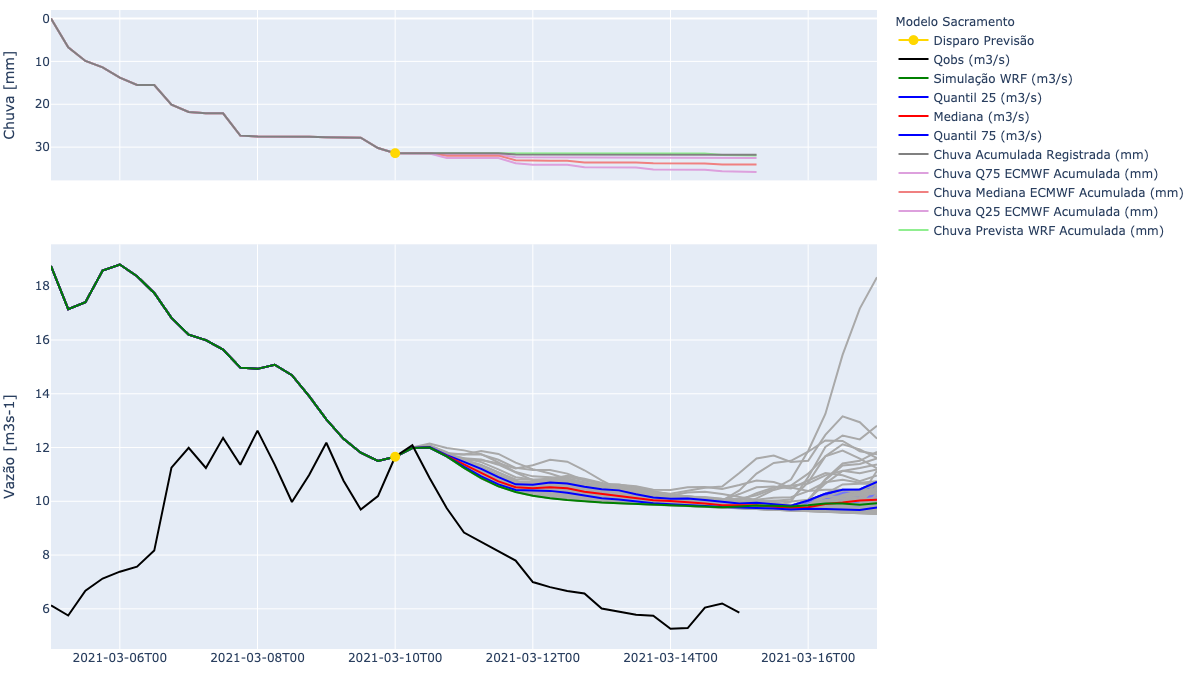 Modelo Sacramento
Disparo Previsão
Qobs (m3/s)
Simulação WRF (m3/s)
Quantil 25 (m3/s)
Mediana (m3/s)
Quantil 75 (m3/s)
Chuva Acumulada Registrada (mm)
Chuva Q75 ECMWF Acumulada (mm)
Chuva Mediana ECMWF Acumulada (mm)
Chuva Q25 ECMWF Acumulada (mm)
Chuva Prevista WRF Acumulada (mm)
Chuva [mm]
0
10
20
30
Vazão [m3s-1]
18
16
14
12
10
8
6
2021-03-06T00
2021-03-08T00
2021-03-10T00
2021-03-12T00
2021-03-14T00
2021-03-16T00